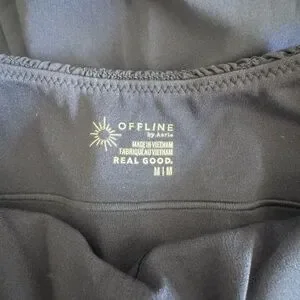 OFFLINE
by Aerie
MADE IN VIETNAM
FABRIQUÉ AU VIETNAM
REAL GOOD.
M | M